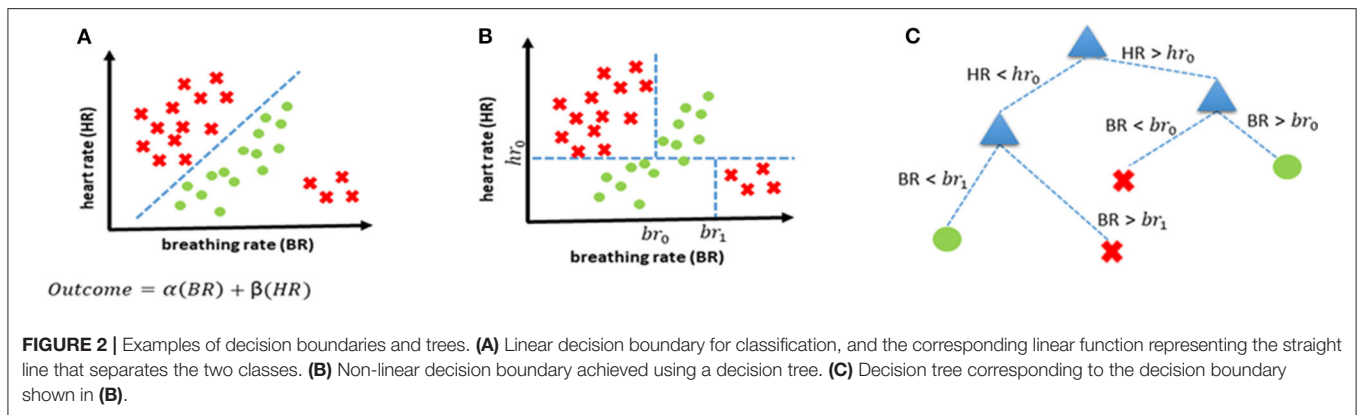 A
heart rate (HR)
breathing rate (BR)
Outcome = α(BR) + β(HR)
B
heart rate (HR)
hr₀
br₀
br₁
breathing rate (BR)
C
HR < hr₀
HR > hr₀
BR < br₀
BR > br₀
BR < br₁
BR > br₁
FIGURE 2 | Examples of decision boundaries and trees. (A) Linear decision boundary for classification, and the corresponding linear function representing the straight
line that separates the two classes. (B) Non-linear decision boundary achieved using a decision tree. (C) Decision tree corresponding to the decision boundary
shown in (B).